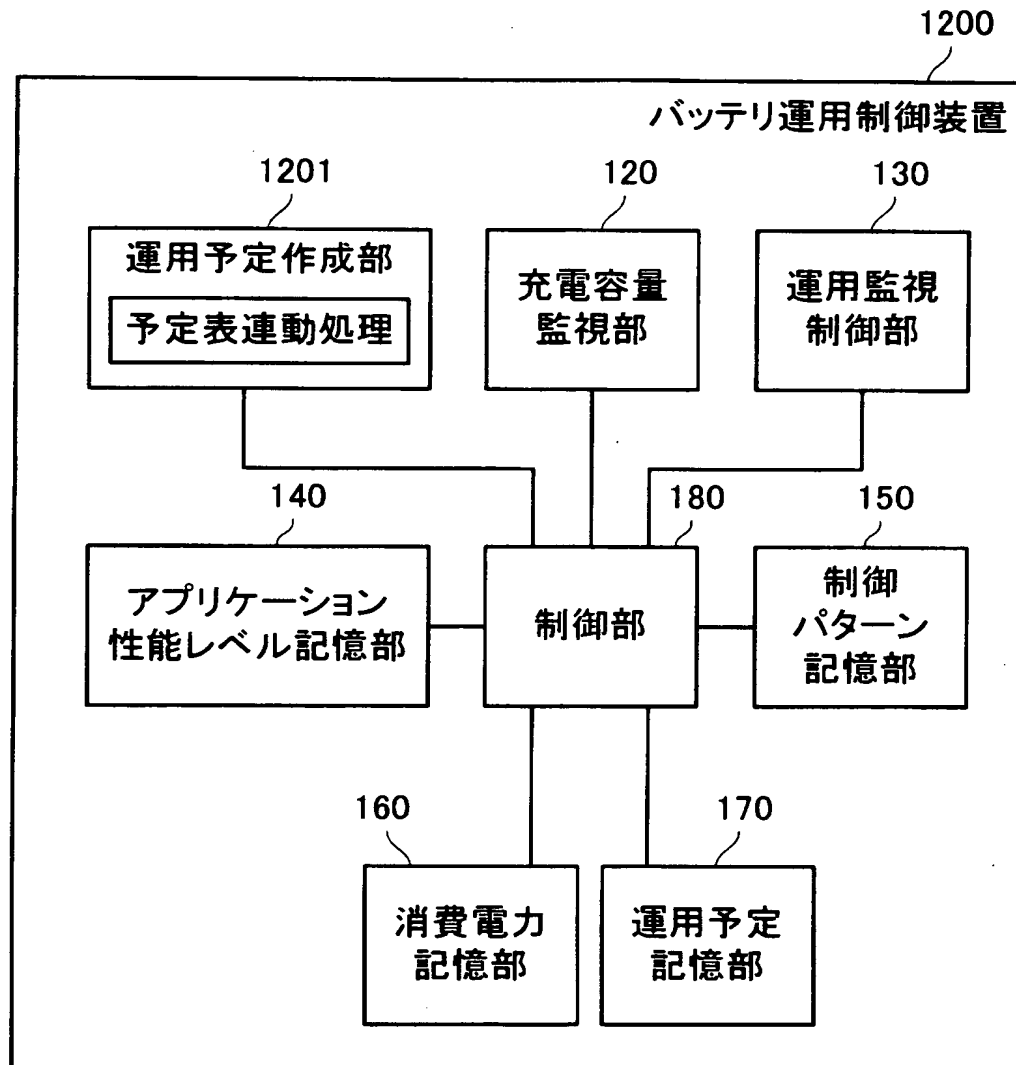 1200
バッテリ運用制御装置
1201
運用予定作成部
予定表連動処理
120
充電容量
監視部
130
運用監視
制御部
140
アプリケーション
性能レベル記憶部
180
制御部
150
制御
パターン
記憶部
160
消費電力
記憶部
170
運用予定
記憶部